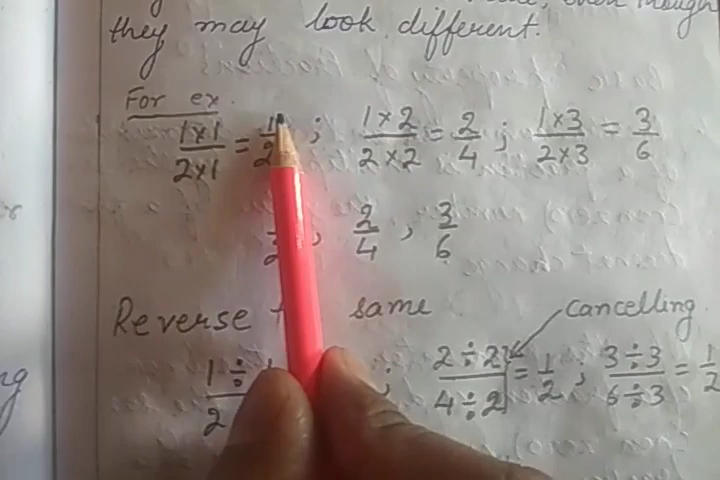 they may look different.
For ex.
1×1/2×1 = 1/2 ; 1×2/2×2 = 2/4 ; 1×3/2×3 = 3/6
, 2/4 , 3/6
Reverse same cancelling
1÷ /2 ; 2÷2/4÷2 = 1/2 ; 3÷3/6÷3 = 1/2